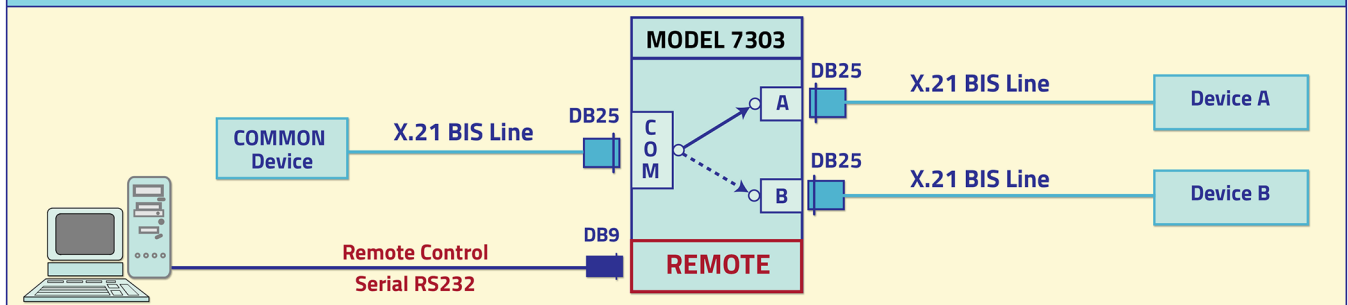 MODEL 7303
DB25
X.21 BIS Line
Device A
A
DB25
X.21 BIS Line
COMMON
Device
C
O
M
DB25
X.21 BIS Line
Device B
B
DB9
Remote Control
Serial RS232
REMOTE